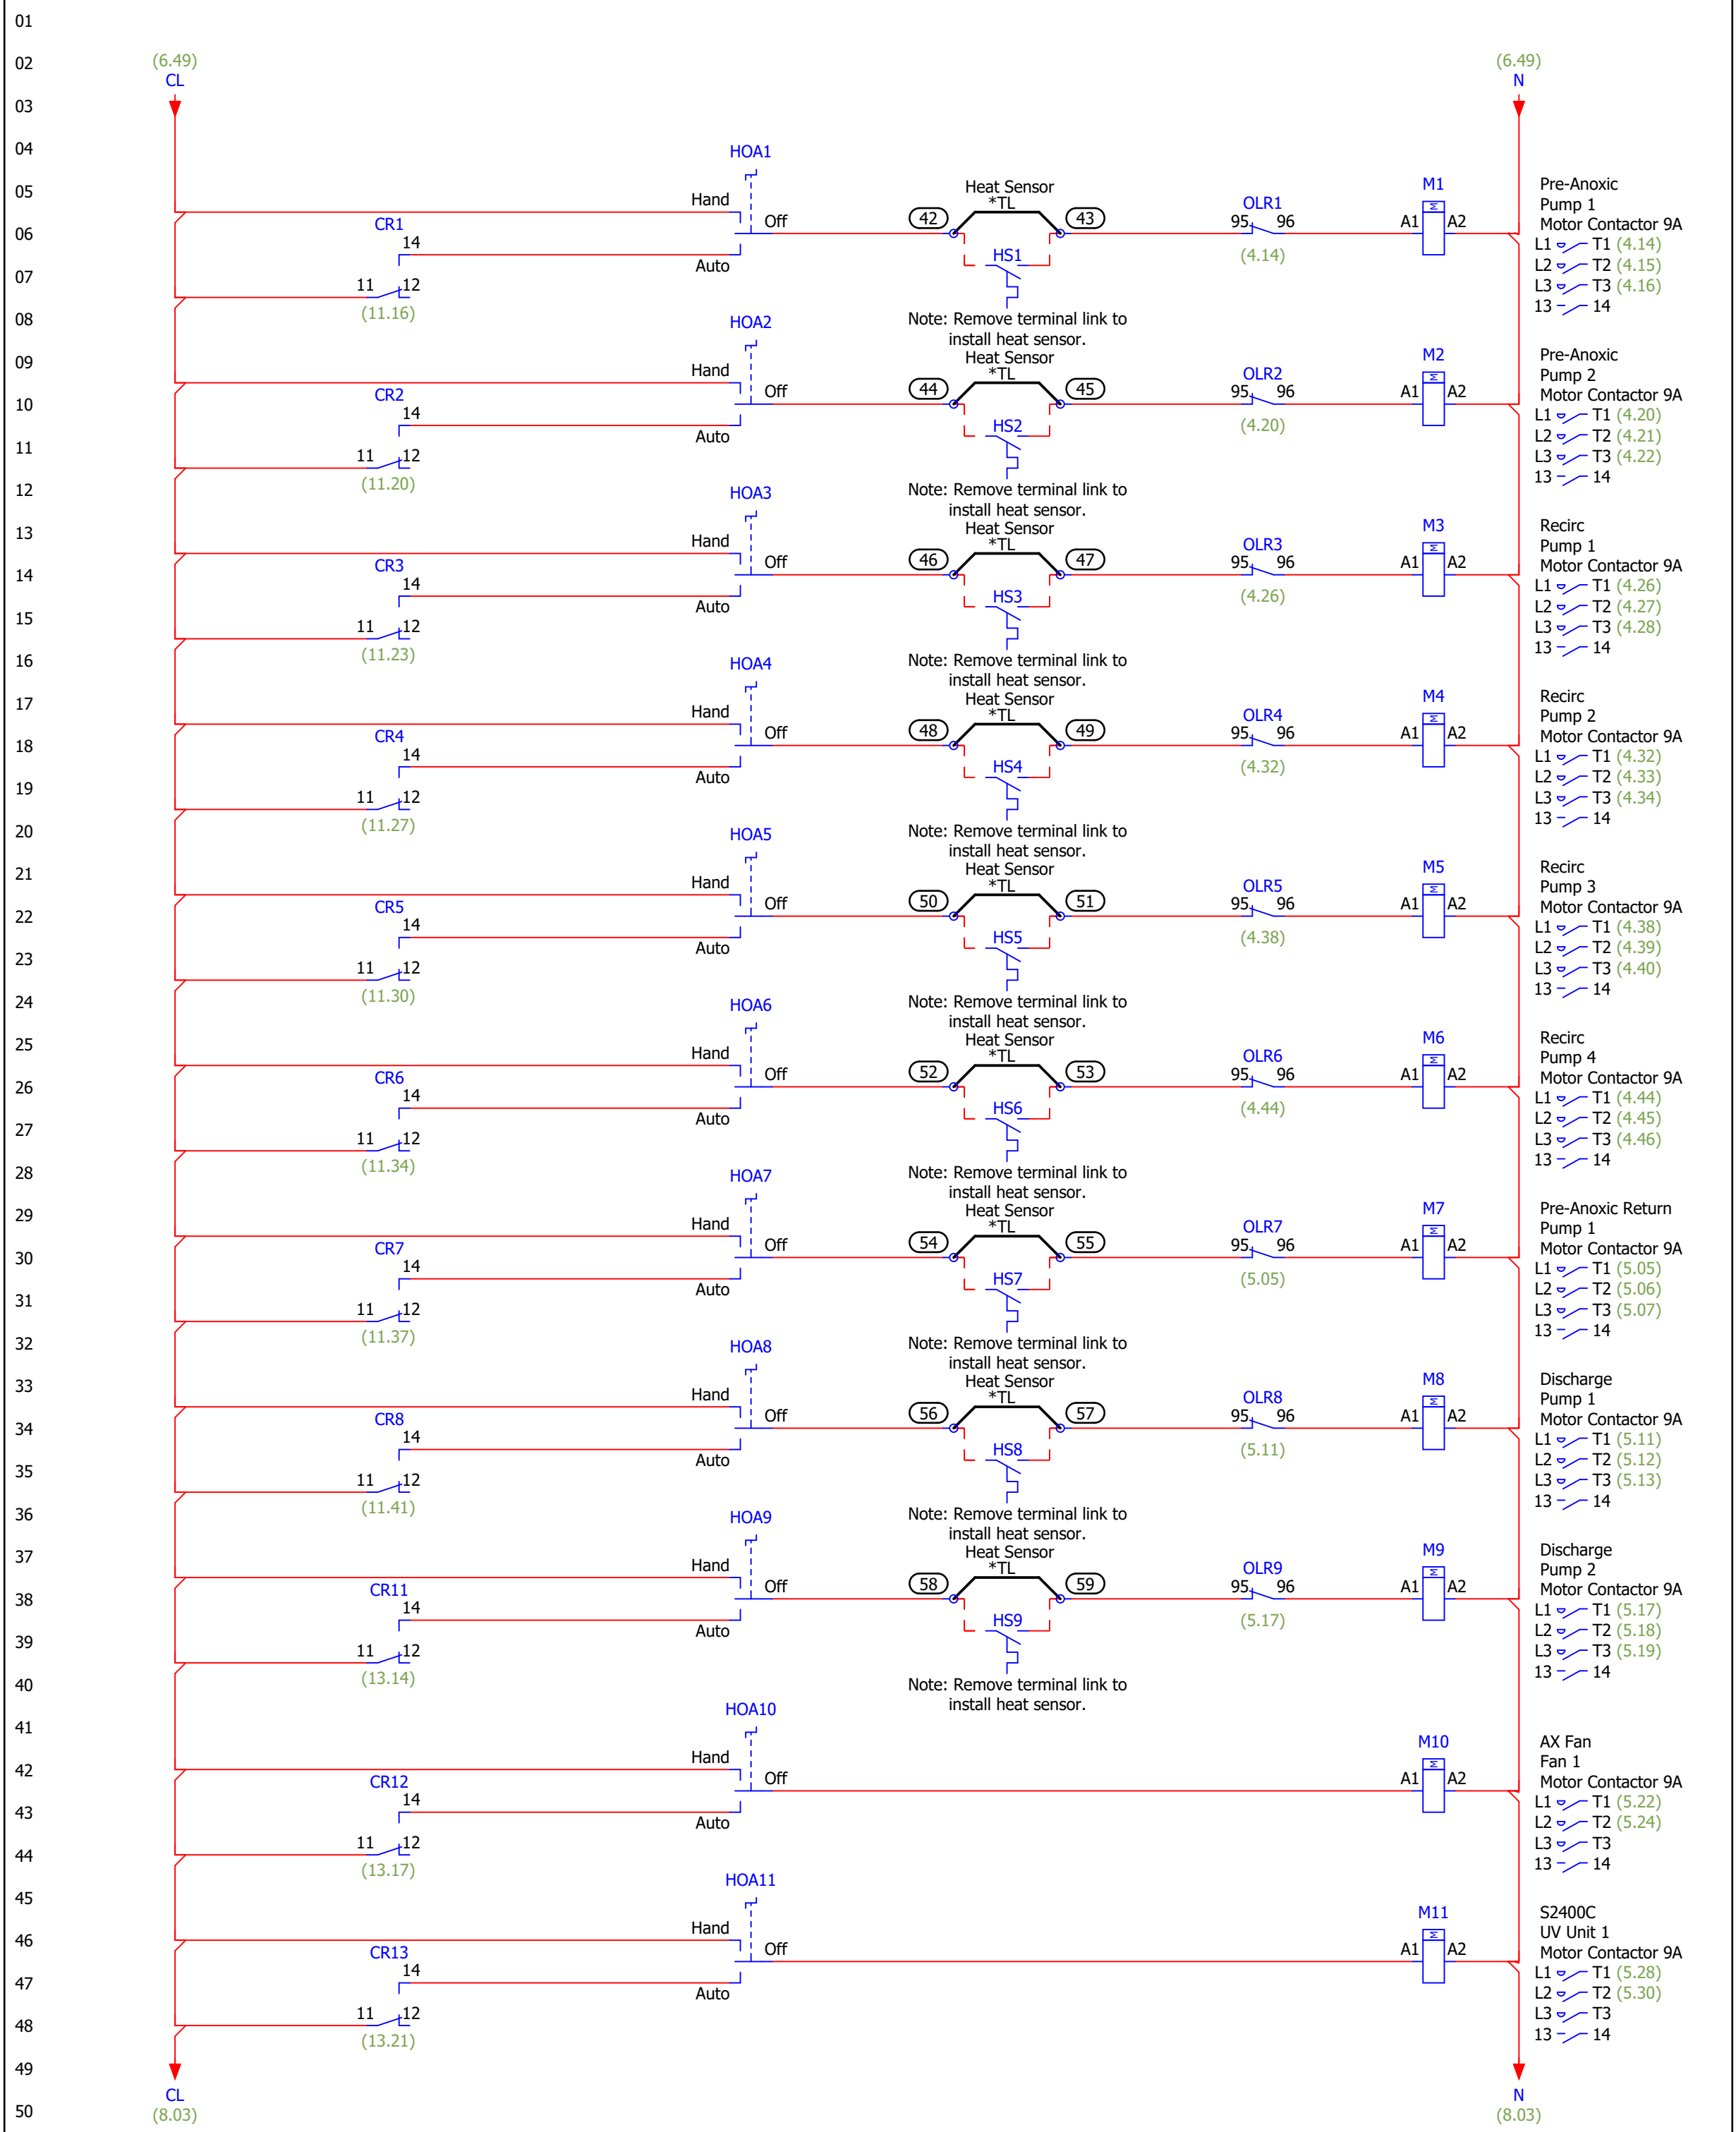 01
02 (6.49) (6.49)
CL N
03
04
HOA1
05 Hand Heat Sensor M1 Pre-Anoxic
*TL OLR1 Pump 1
CR1 Off 42 43 95 96 A1 A2 Motor Contactor 9A
06 14 HS1 (4.14) L1 T1 (4.14)
Auto L2 T2 (4.15)
07 11 12 L3 T3 (4.16)
(11.16) 13 14
08 HOA2 Note: Remove terminal link to
install heat sensor.
09 Hand Heat Sensor M2 Pre-Anoxic
*TL OLR2 Pump 2
10 CR2 Off 44 45 95 96 A1 A2 Motor Contactor 9A
14 HS2 (4.20) L1 T1 (4.20)
Auto L2 T2 (4.21)
11 11 12 L3 T3 (4.22)
(11.20) 13 14
12 HOA3 Note: Remove terminal link to
install heat sensor.
13 Hand Heat Sensor M3 Recirc
*TL OLR3 Pump 1
14 CR3 Off 46 47 95 96 A1 A2 Motor Contactor 9A
14 HS3 (4.26) L1 T1 (4.26)
Auto L2 T2 (4.27)
15 11 12 L3 T3 (4.28)
(11.23) 13 14
16 HOA4 Note: Remove terminal link to
install heat sensor.
17 Hand Heat Sensor M4 Recirc
*TL OLR4 Pump 2
18 CR4 Off 48 49 95 96 A1 A2 Motor Contactor 9A
14 HS4 (4.32) L1 T1 (4.32)
Auto L2 T2 (4.33)
19 11 12 L3 T3 (4.34)
(11.27) 13 14
20 HOA5 Note: Remove terminal link to
install heat sensor.
21 Hand Heat Sensor M5 Recirc
*TL OLR5 Pump 3
22 CR5 Off 50 51 95 96 A1 A2 Motor Contactor 9A
14 HS5 (4.38) L1 T1 (4.38)
Auto L2 T2 (4.39)
23 11 12 L3 T3 (4.40)
(11.30) 13 14
24 HOA6 Note: Remove terminal link to
install heat sensor.
25 Hand Heat Sensor M6 Recirc
*TL OLR6 Pump 4
26 CR6 Off 52 53 95 96 A1 A2 Motor Contactor 9A
14 HS6 (4.44) L1 T1 (4.44)
Auto L2 T2 (4.45)
27 11 12 L3 T3 (4.46)
(11.34) 13 14
28 HOA7 Note: Remove terminal link to
install heat sensor.
29 Hand Heat Sensor M7 Pre-Anoxic Return
*TL OLR7 Pump 1
30 CR7 Off 54 55 95 96 A1 A2 Motor Contactor 9A
14 HS7 (5.05) L1 T1 (5.05)
Auto L2 T2 (5.06)
31 11 12 L3 T3 (5.07)
(11.37) 13 14
32 HOA8 Note: Remove terminal link to
install heat sensor.
33 Hand Heat Sensor M8 Discharge
*TL OLR8 Pump 1
34 CR8 Off 56 57 95 96 A1 A2 Motor Contactor 9A
14 HS8 (5.11) L1 T1 (5.11)
Auto L2 T2 (5.12)
35 11 12 L3 T3 (5.13)
(11.41) 13 14
36 HOA9 Note: Remove terminal link to
install heat sensor.
37 Hand Heat Sensor M9 Discharge
*TL OLR9 Pump 2
38 CR11 Off 58 59 95 96 A1 A2 Motor Contactor 9A
14 HS9 (5.17) L1 T1 (5.17)
Auto L2 T2 (5.18)
39 11 12 L3 T3 (5.19)
(13.14) 13 14
40 Note: Remove terminal link to
install heat sensor.
HOA10
41 M10 AX Fan
Hand Fan 1
42 CR12 Off A1 A2 Motor Contactor 9A
14 L1 T1 (5.22)
43 Auto L2 T2 (5.24)
11 12 L3 T3
44 (13.17) 13 14
HOA11
45 M11 S2400C
Hand UV Unit 1
46 CR13 Off A1 A2 Motor Contactor 9A
14 L1 T1 (5.28)
47 Auto L2 T2 (5.30)
11 12 L3 T3
48 (13.21) 13 14
49
CL N
50 (8.03) (8.03)